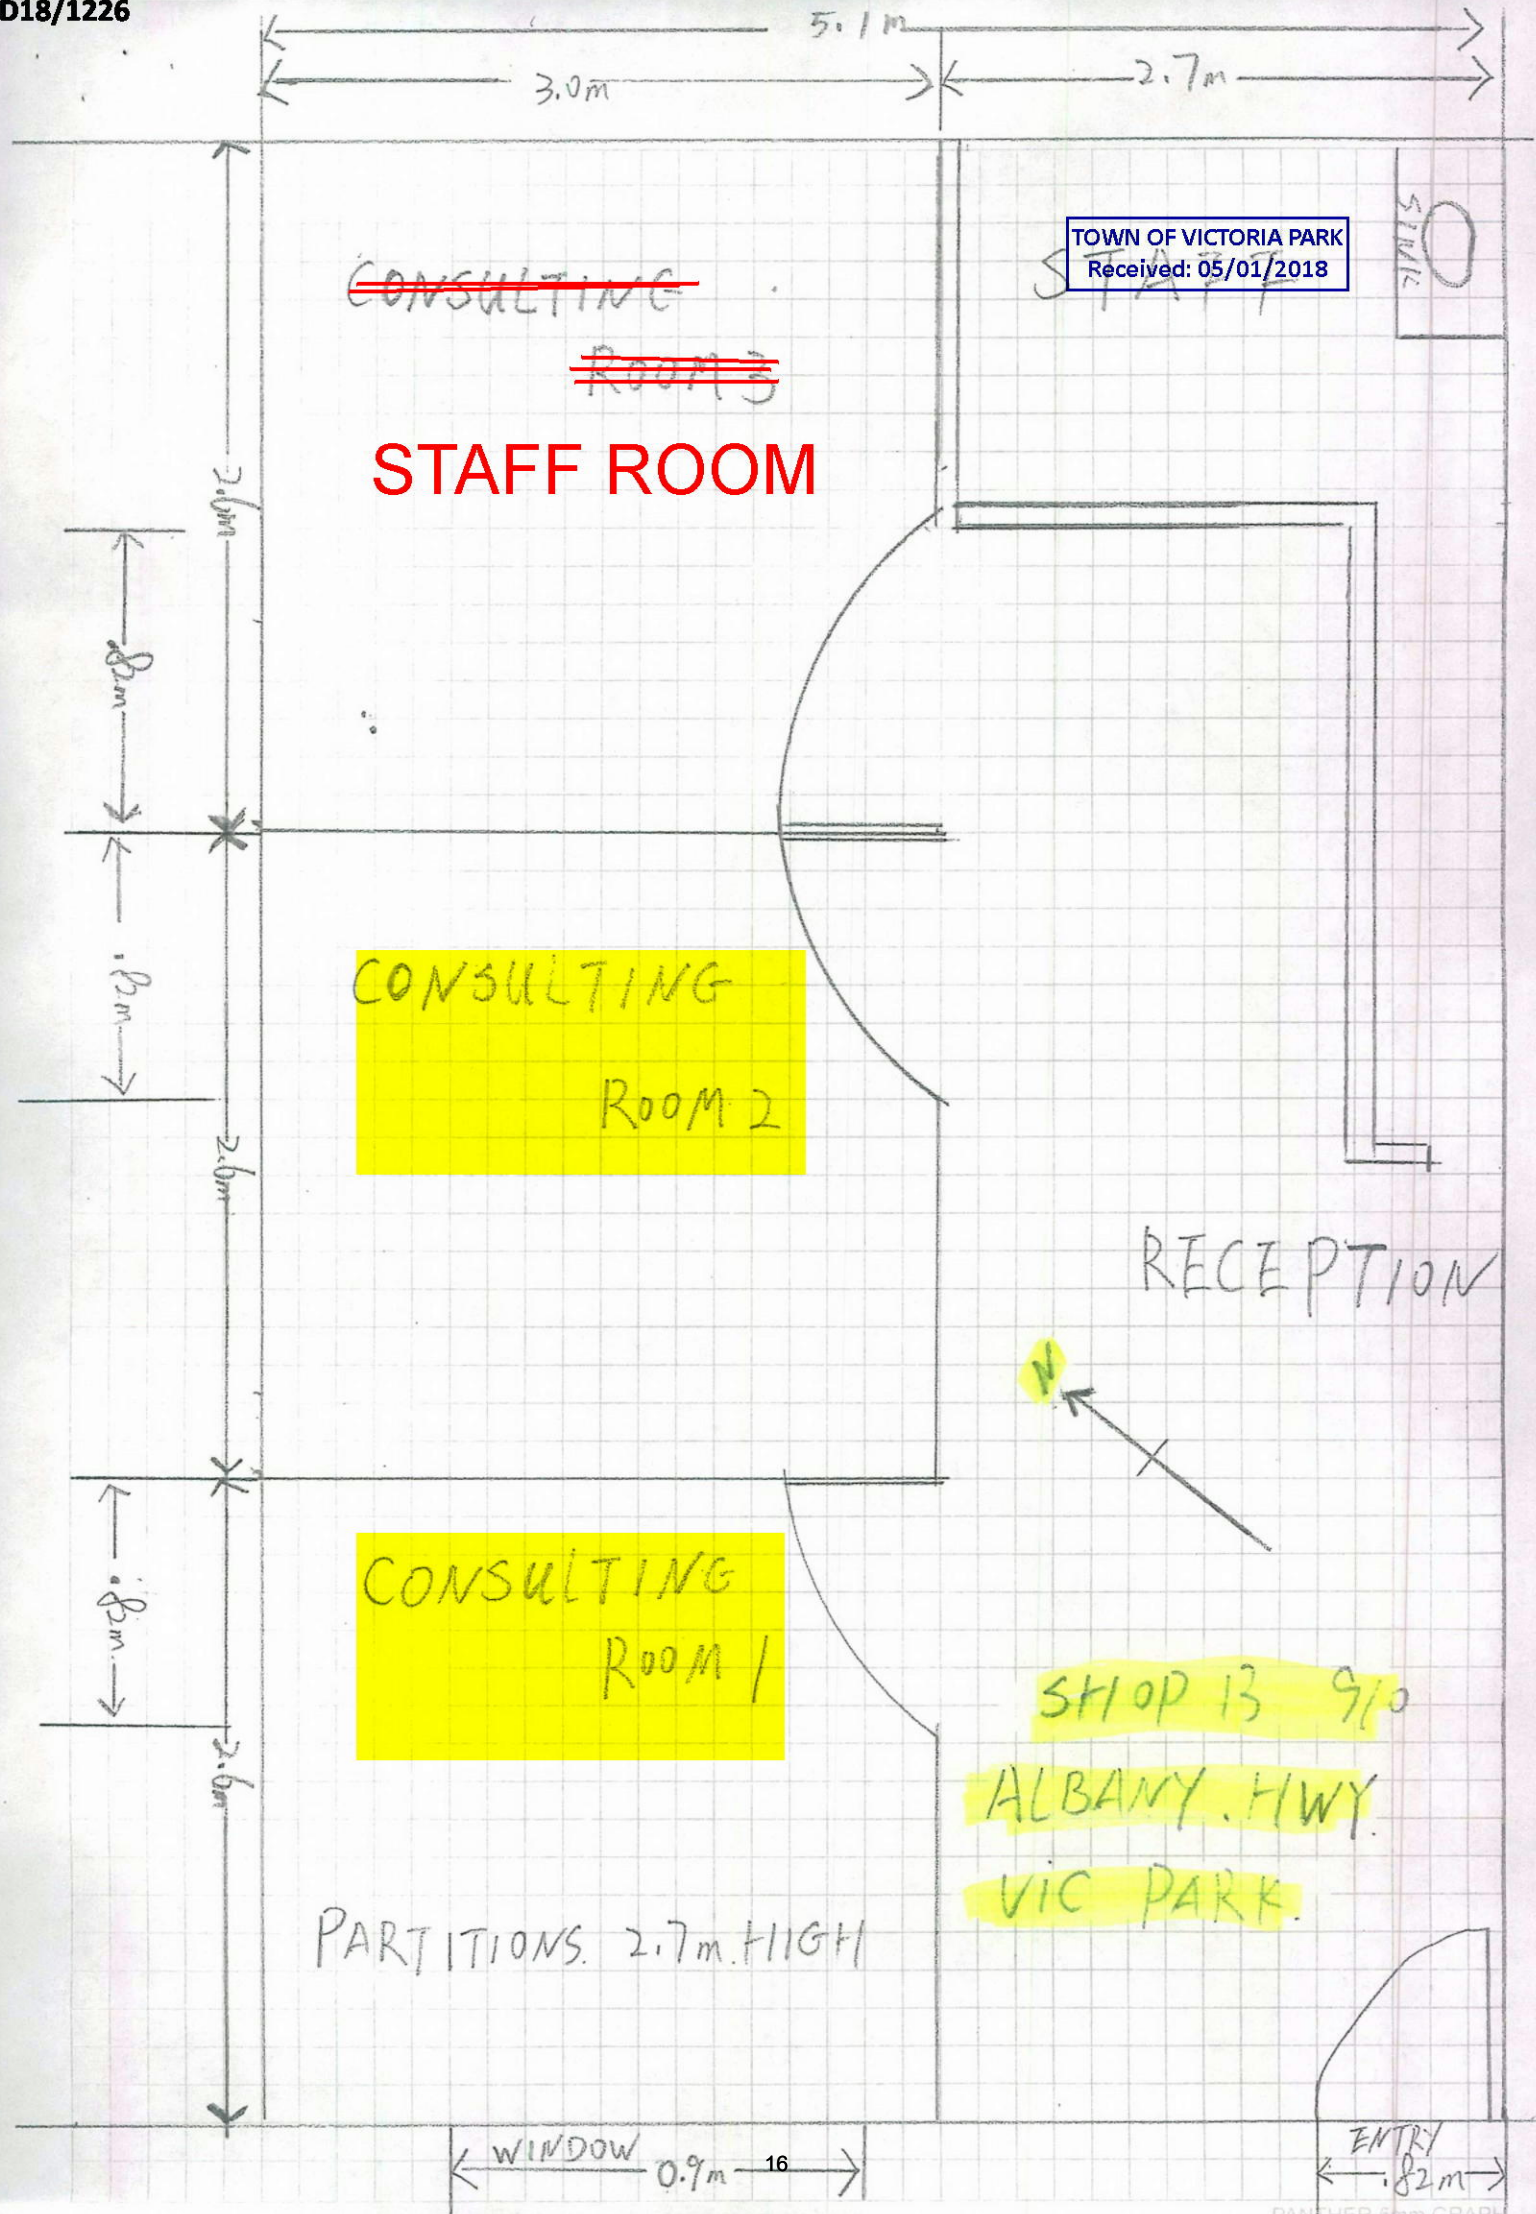 D18/1226
5.1m
3.0m
2.7m
CONSULTING
ROOM 3
STAFF ROOM
TOWN OF VICTORIA PARK
Received: 05/01/2018
STAFF
SINK
2.6m
.82m
.82m
CONSULTING
ROOM 2
2.6m
RECEPTION
N
.82m
CONSULTING
ROOM 1
2.6m
SHOP 13 910
ALBANY. HWY.
VIC PARK.
PARTITIONS. 2.7m. HIGH
WINDOW
0.9m
16
ENTRY
.82m